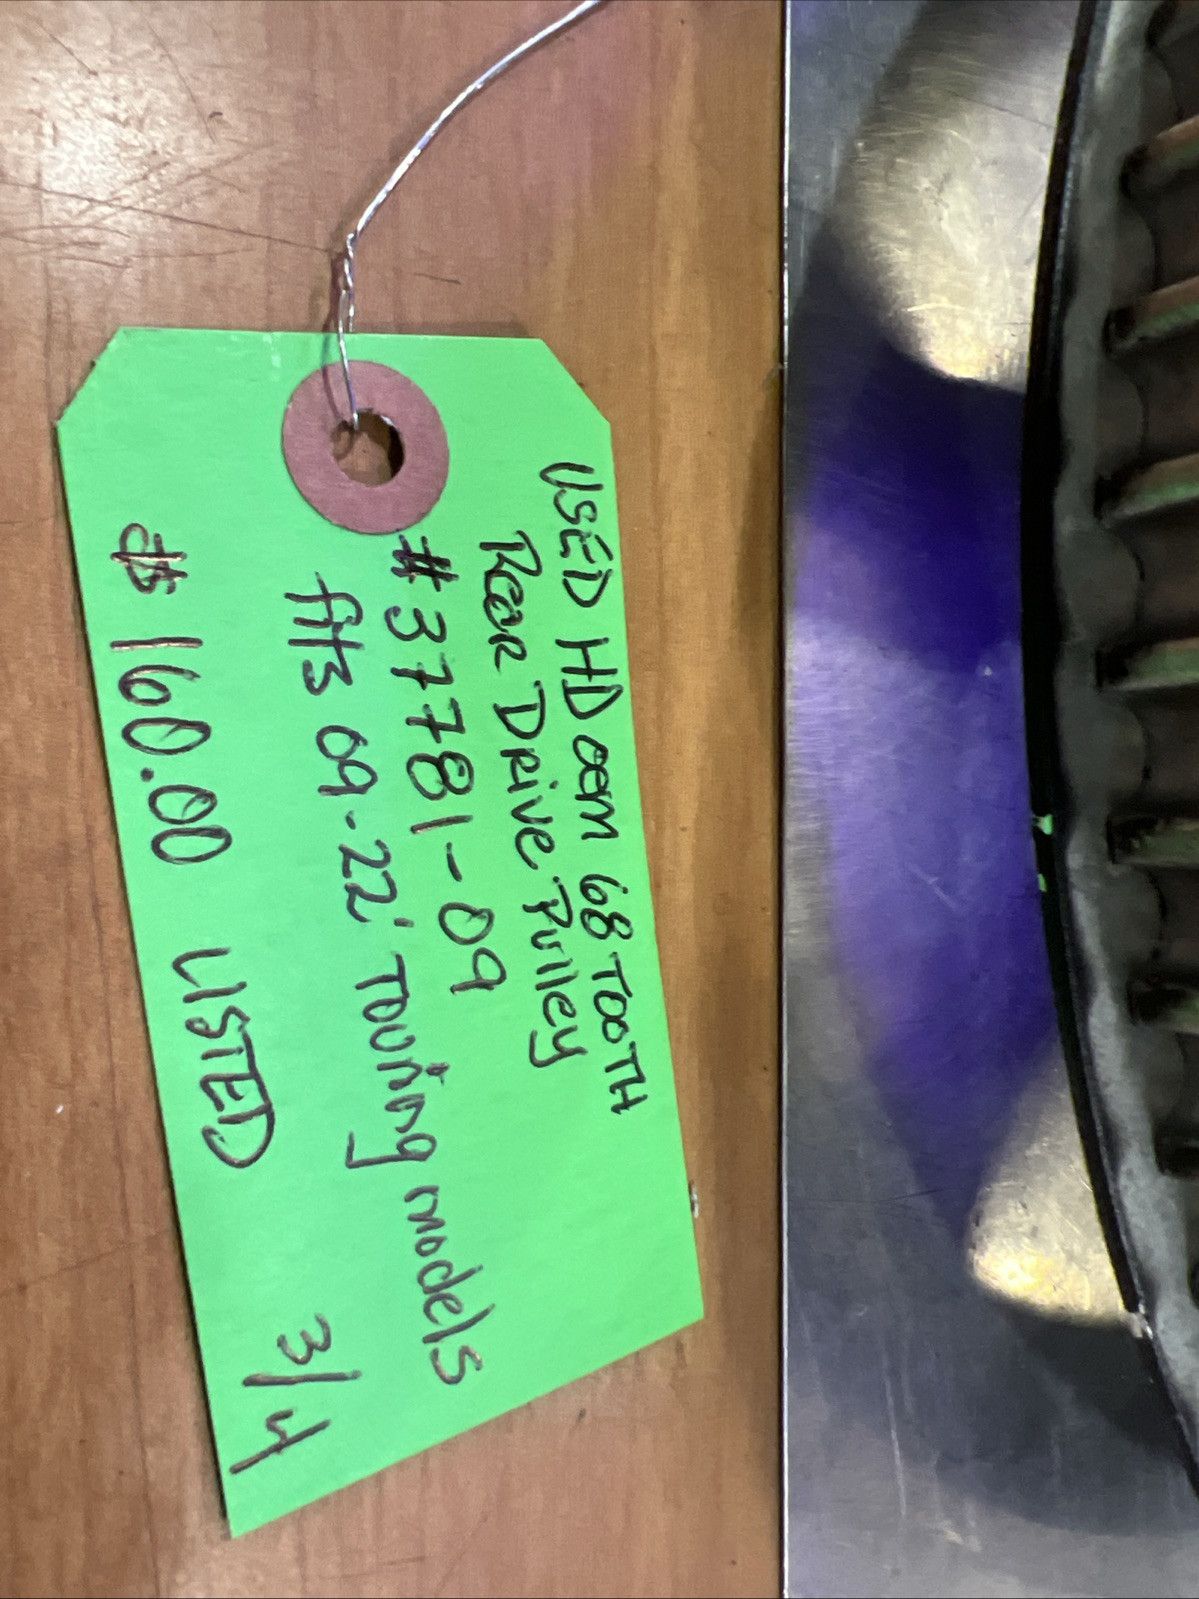 USED HD OEM 68 TOOTH
Rear Drive Pulley
#37781-09
fits 09-22' Touring models
$160.00 LISTED 3/4